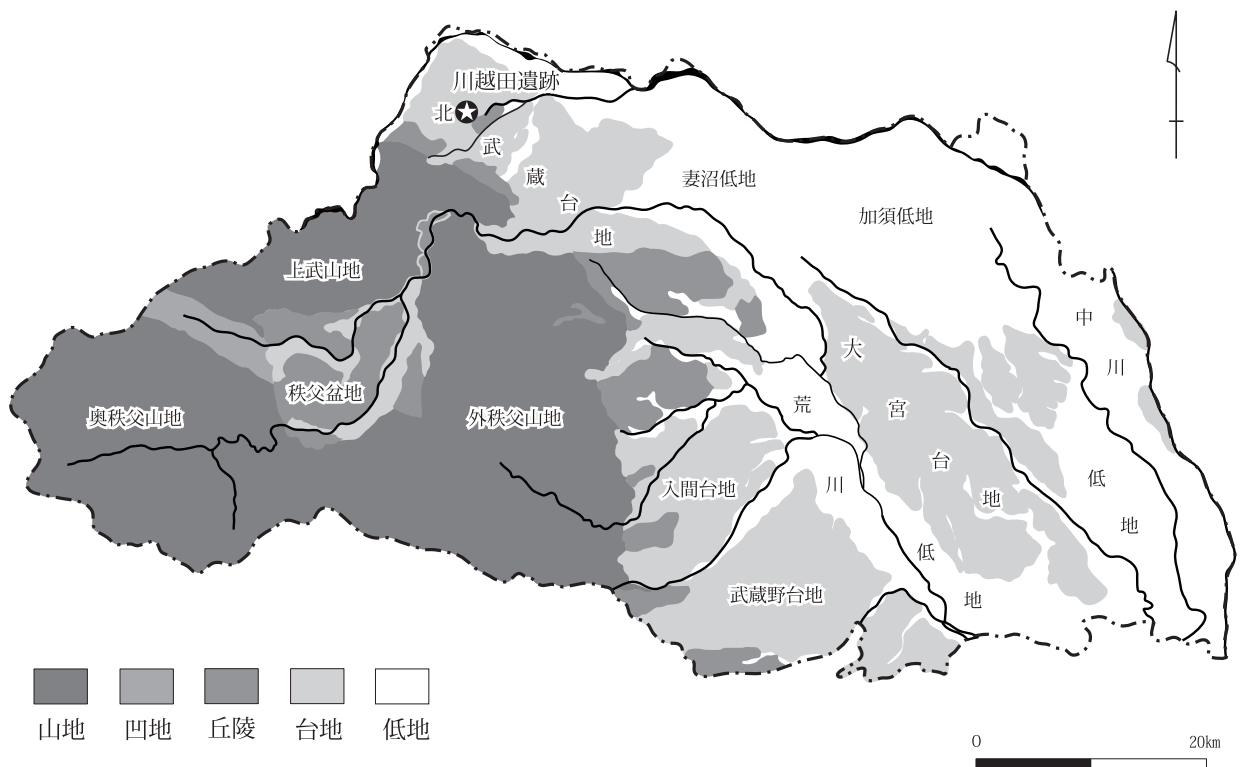 川越田遺跡
北武蔵台地
妻沼低地
加須低地
上武山地
秩父盆地
奥秩父山地
外秩父山地
大宮台地
中川低地
荒川低地
入間台地
武蔵野台地
山地
凹地
丘陵
台地
低地
0
20km